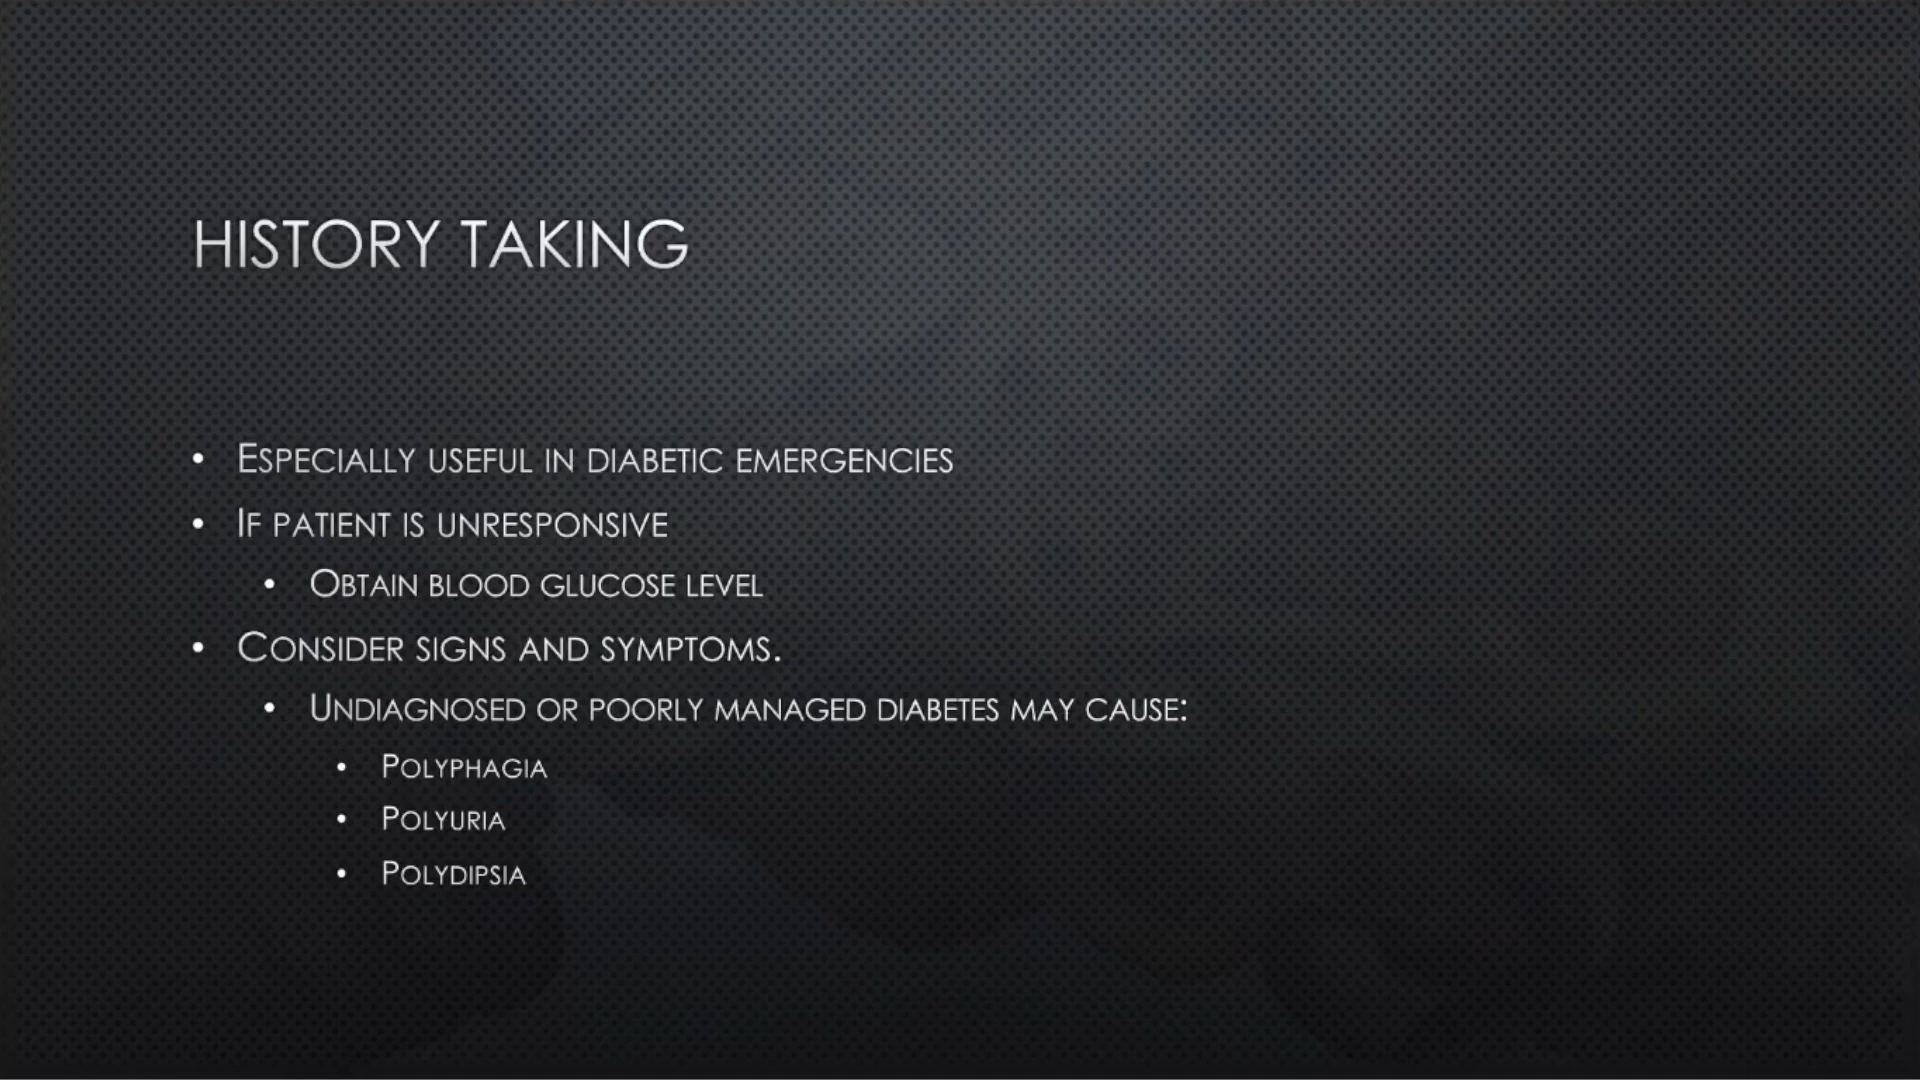 HISTORY TAKING
• ESPECIALLY USEFUL IN DIABETIC EMERGENCIES
• IF PATIENT IS UNRESPONSIVE
• OBTAIN BLOOD GLUCOSE LEVEL
• CONSIDER SIGNS AND SYMPTOMS.
• UNDIAGNOSED OR POORLY MANAGED DIABETES MAY CAUSE:
• POLYPHAGIA
• POLYURIA
• POLYDIPSIA